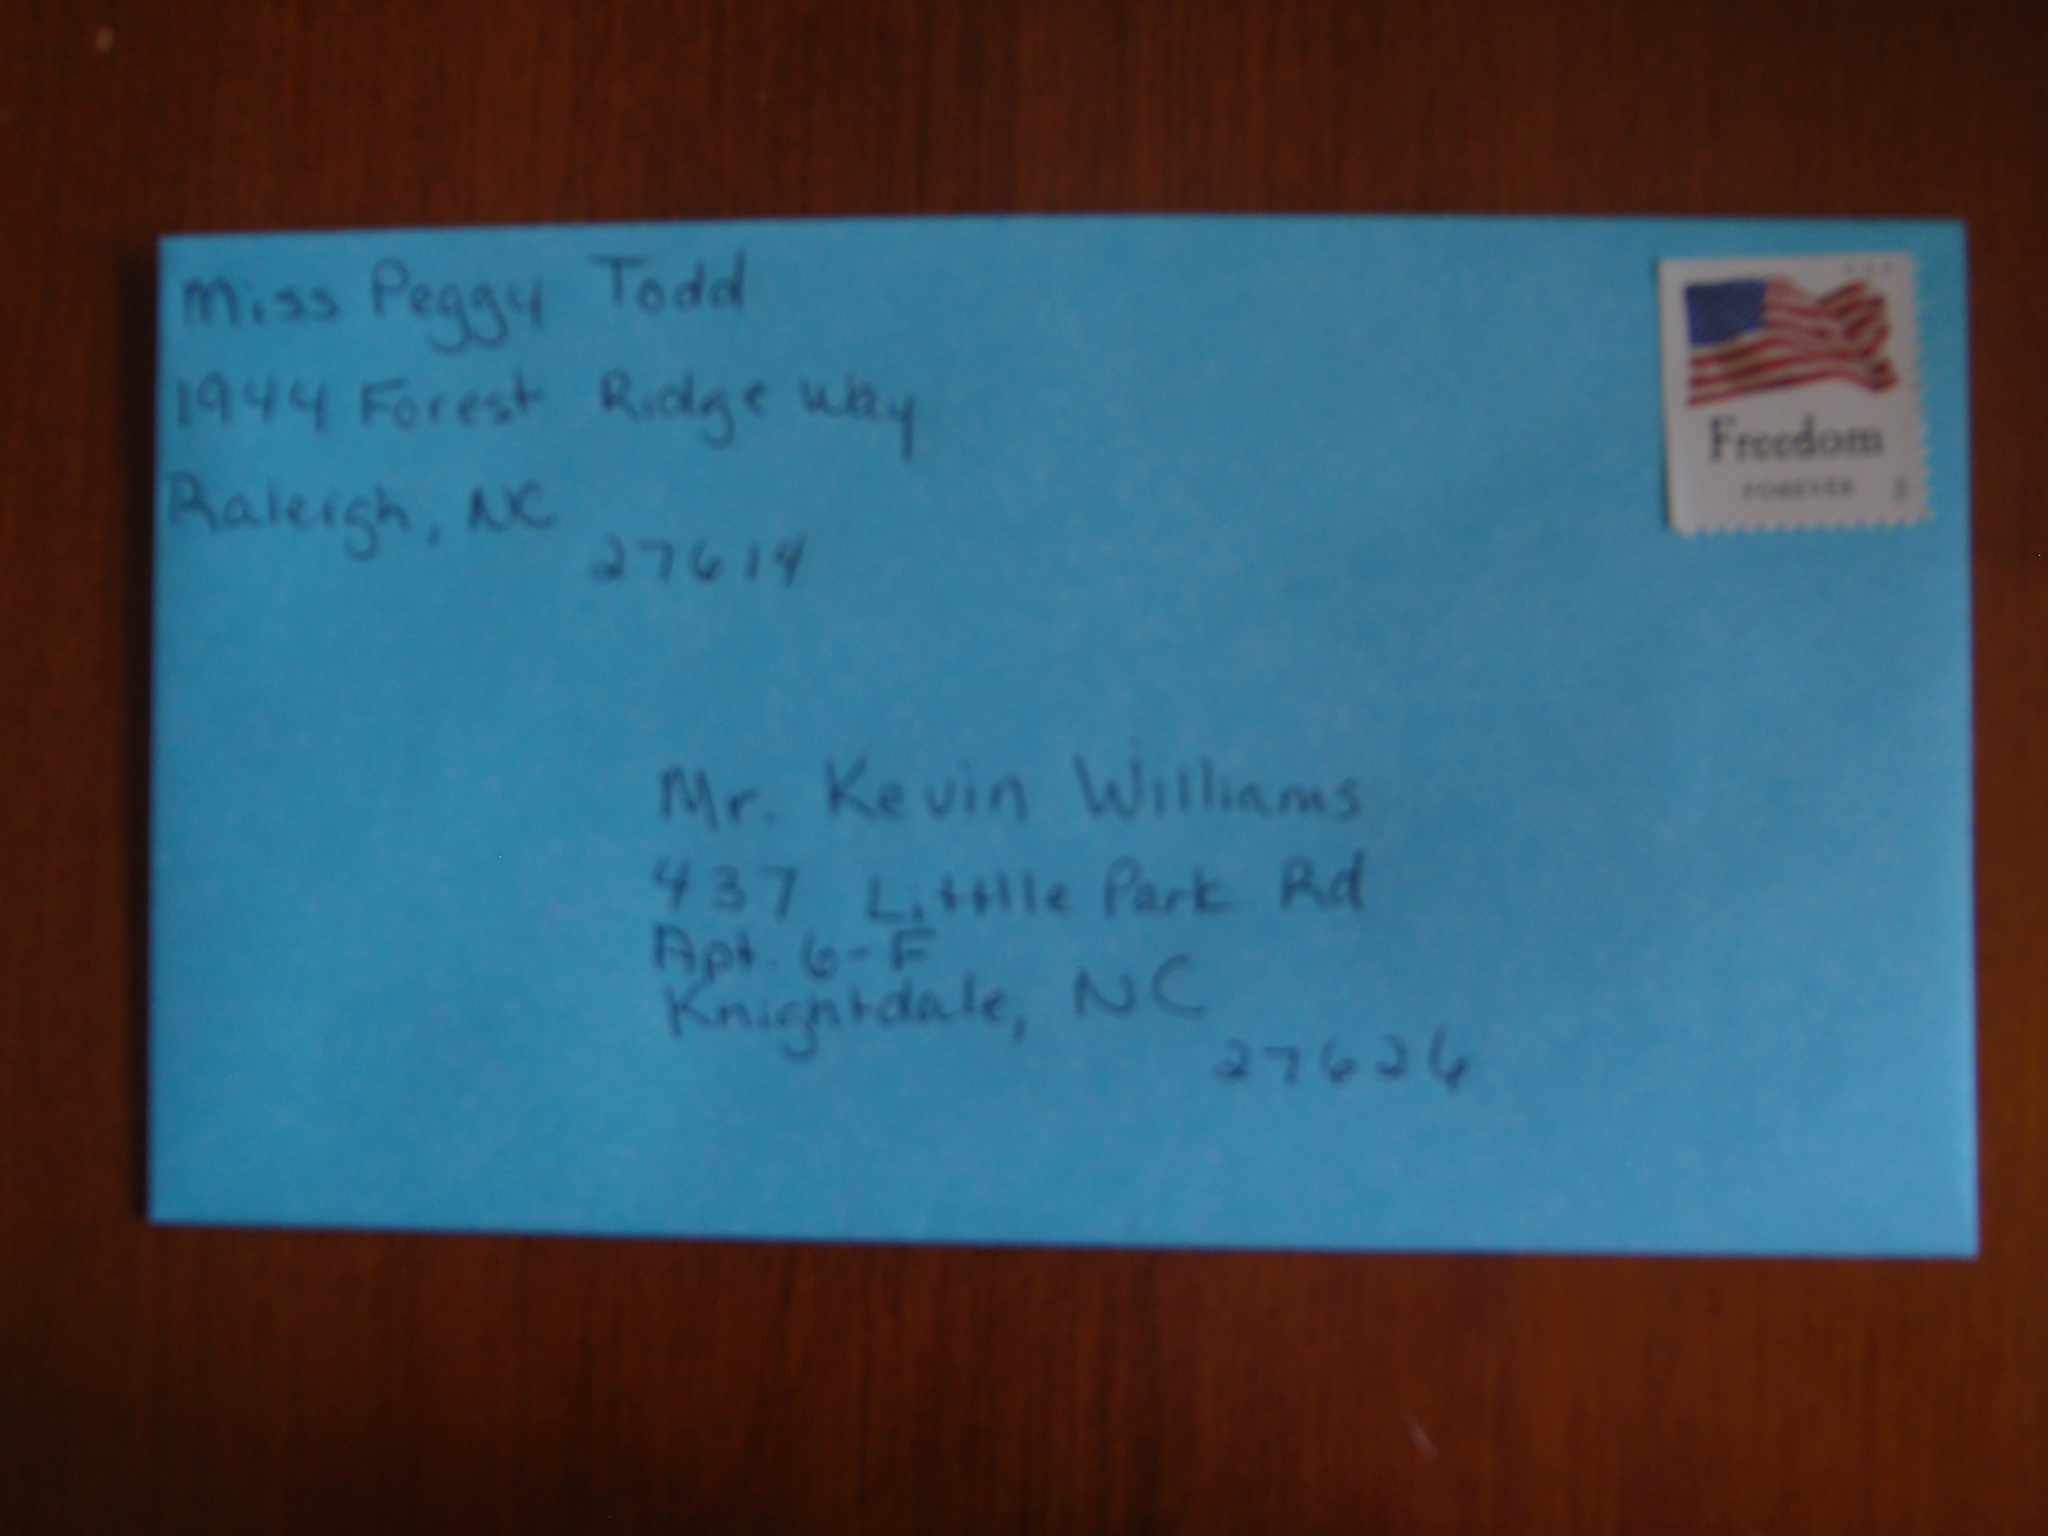 Miss Peggy Todd
1944 Forest Ridge Way
Raleigh, NC
27614
Freedom
FOREVER
Mr. Kevin Williams
437 Litttle Park Rd
Apt. 6-F
Knightdale, NC
27626